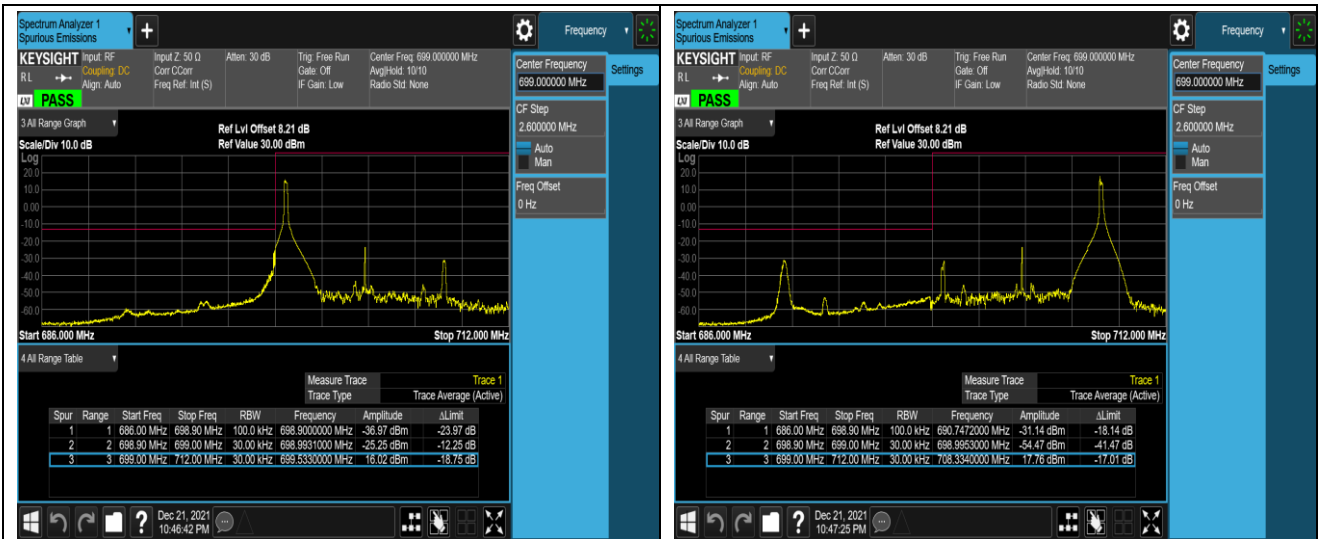 Spectrum Analyzer 1
Spurious Emissions
+
Frequency
KEYSIGHT
Input: RF
Input Z: 50 Ω
Atten: 30 dB
Trig: Free Run
Center Freq: 699.000000 MHz
RL
Coupling: DC
Corr CCorr
Gate: Off
Avg|Hold: 10/10
Align: Auto
Freq Ref: Int (S)
IF Gain: Low
Radio Std: None
LXI
PASS
Center Frequency
699.000000 MHz
Settings
CF Step
2.600000 MHz
Auto
Man
Freq Offset
0 Hz
3 All Range Graph
Ref Lvl Offset 8.21 dB
Scale/Div 10.0 dB
Ref Value 30.00 dBm
Log
20.0
10.0
0.00
-10.0
-20.0
-30.0
-40.0
-50.0
-60.0
Start 686.000 MHz
Stop 712.000 MHz
4 All Range Table
Measure Trace Trace 1
Trace Type Trace Average (Active)
Spur Range Start Freq Stop Freq RBW Frequency Amplitude ΔLimit
1 1 686.00 MHz 698.90 MHz 100.0 kHz 698.9000000 MHz -36.97 dBm -23.97 dB
2 2 698.90 MHz 699.00 MHz 30.00 kHz 698.9931000 MHz -25.25 dBm -12.25 dB
3 3 699.00 MHz 712.00 MHz 30.00 kHz 699.5330000 MHz 16.02 dBm -18.75 dB
?
Dec 21, 2021
10:46:42 PM
Spectrum Analyzer 1
Spurious Emissions
+
Frequency
KEYSIGHT
Input: RF
Input Z: 50 Ω
Atten: 30 dB
Trig: Free Run
Center Freq: 699.000000 MHz
RL
Coupling: DC
Corr CCorr
Gate: Off
Avg|Hold: 10/10
Align: Auto
Freq Ref: Int (S)
IF Gain: Low
Radio Std: None
LXI
PASS
Center Frequency
699.000000 MHz
Settings
CF Step
2.600000 MHz
Auto
Man
Freq Offset
0 Hz
3 All Range Graph
Ref Lvl Offset 8.21 dB
Scale/Div 10.0 dB
Ref Value 30.00 dBm
Log
20.0
10.0
0.00
-10.0
-20.0
-30.0
-40.0
-50.0
-60.0
Start 686.000 MHz
Stop 712.000 MHz
4 All Range Table
Measure Trace Trace 1
Trace Type Trace Average (Active)
Spur Range Start Freq Stop Freq RBW Frequency Amplitude ΔLimit
1 1 686.00 MHz 698.90 MHz 100.0 kHz 690.7472000 MHz -31.14 dBm -18.14 dB
2 2 698.90 MHz 699.00 MHz 30.00 kHz 698.9953000 MHz -54.47 dBm -41.47 dB
3 3 699.00 MHz 712.00 MHz 30.00 kHz 708.3340000 MHz 17.76 dBm -17.01 dB
?
Dec 21, 2021
10:47:25 PM